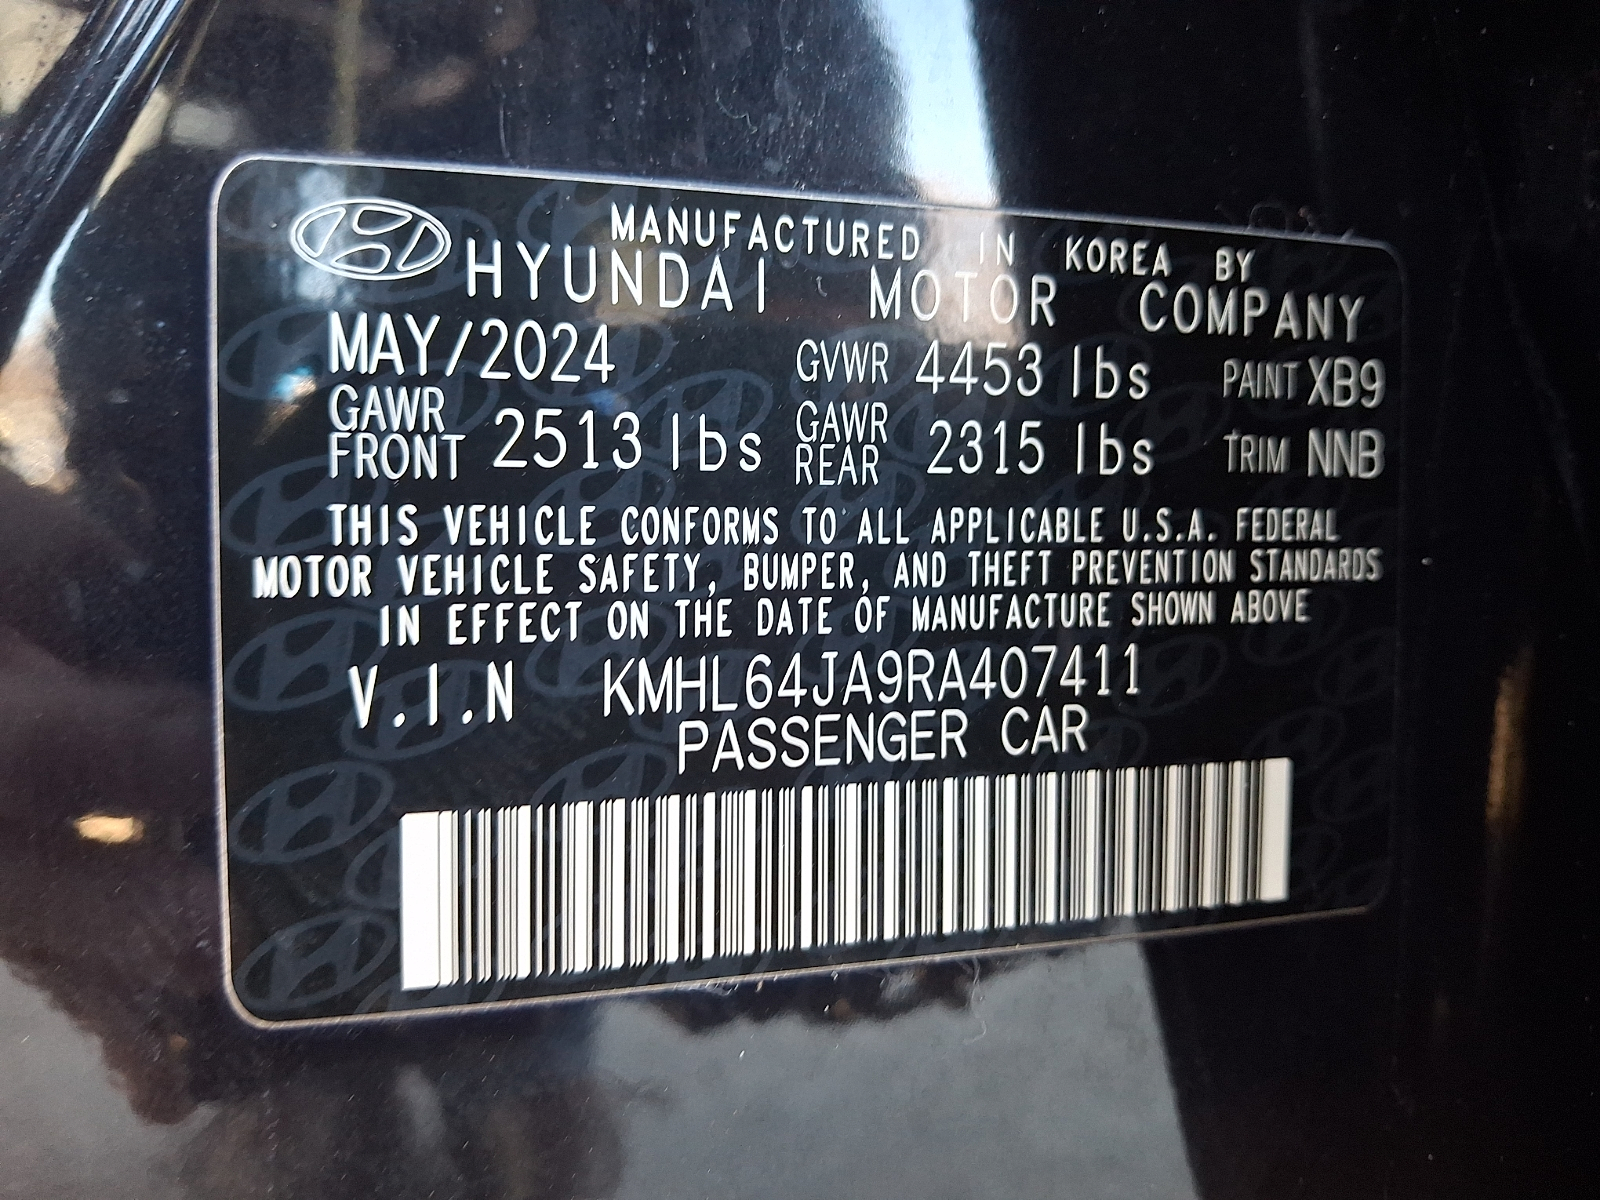 MANUFACTURED IN KOREA BY
HYUNDAI MOTOR COMPANY
MAY/2024 GVWR 4453 lbs PAINT XB9
GAWR FRONT 2513 lbs GAWR REAR 2315 lbs TRIM NNB
THIS VEHICLE CONFORMS TO ALL APPLICABLE U.S.A. FEDERAL
MOTOR VEHICLE SAFETY, BUMPER, AND THEFT PREVENTION STANDARDS
IN EFFECT ON THE DATE OF MANUFACTURE SHOWN ABOVE
V.I.N KMHL64JA9RA407411
PASSENGER CAR